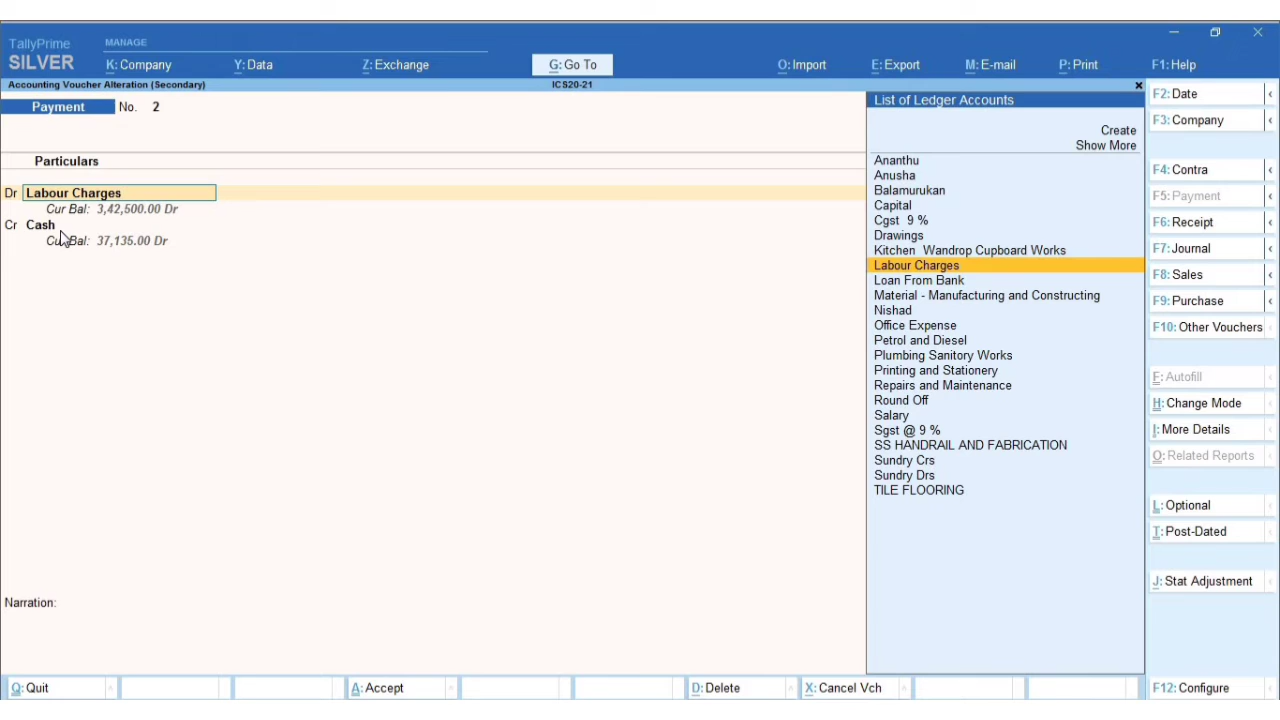 TallyPrime
SILVER
MANAGE
K: Company
Y: Data
Z: Exchange
G: Go To
O: Import
E: Export
M: E-mail
P: Print
F1: Help
Accounting Voucher Alteration (Secondary)
ICS20-21
Payment No. 2
Particulars
Dr Labour Charges
Cur Bal: 3,42,500.00 Dr
Cr Cash
Cur Bal: 37,135.00 Dr
Narration:
List of Ledger Accounts
Create
Show More
Ananthu
Anusha
Balamurukan
Capital
Cgst 9 %
Drawings
Kitchen Wandrop Cupboard Works
Labour Charges
Loan From Bank
Material - Manufacturing and Constructing
Nishad
Office Expense
Petrol and Diesel
Plumbing Sanitory Works
Printing and Stationery
Repairs and Maintenance
Round Off
Salary
Sgst @ 9 %
SS HANDRAIL AND FABRICATION
Sundry Crs
Sundry Drs
TILE FLOORING
F2: Date
F3: Company
F4: Contra
F5: Payment
F6: Receipt
F7: Journal
F8: Sales
F9: Purchase
F10: Other Vouchers
F: Autofill
H: Change Mode
I: More Details
O: Related Reports
L: Optional
T: Post-Dated
J: Stat Adjustment
Q: Quit
A: Accept
D: Delete
X: Cancel Vch
F12: Configure